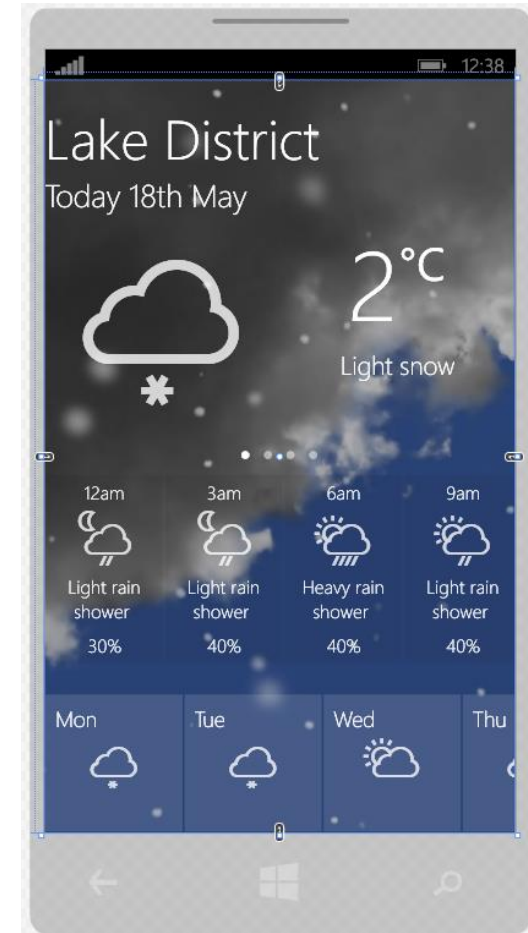 12:38
Lake District
Today 18th May
2°C
Light snow
12am 3am 6am 9am
Light rain Light rain Heavy rain Light rain
shower shower shower shower
30% 40% 40% 40%
Mon Tue Wed Thu